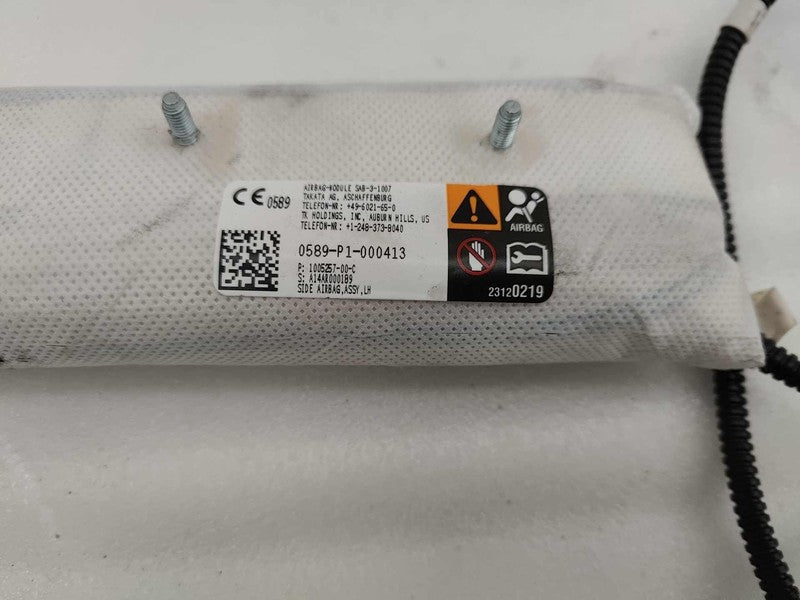 CE 0589
AIRBAG-MODULE SAB-3-1007
TAKATA AG, ASCHAFFENBURG
TELEFON-NR: +49-6021-65-0
TK HOLDINGS, INC, AUBURN HILLS, US
TELEFON-NR: +1-248-373-8040
0589-P1-000413
P: 1005257-00-C
S: A14AR0001B9
SIDE AIRBAG,ASSY,LH
AIRBAG
23120219